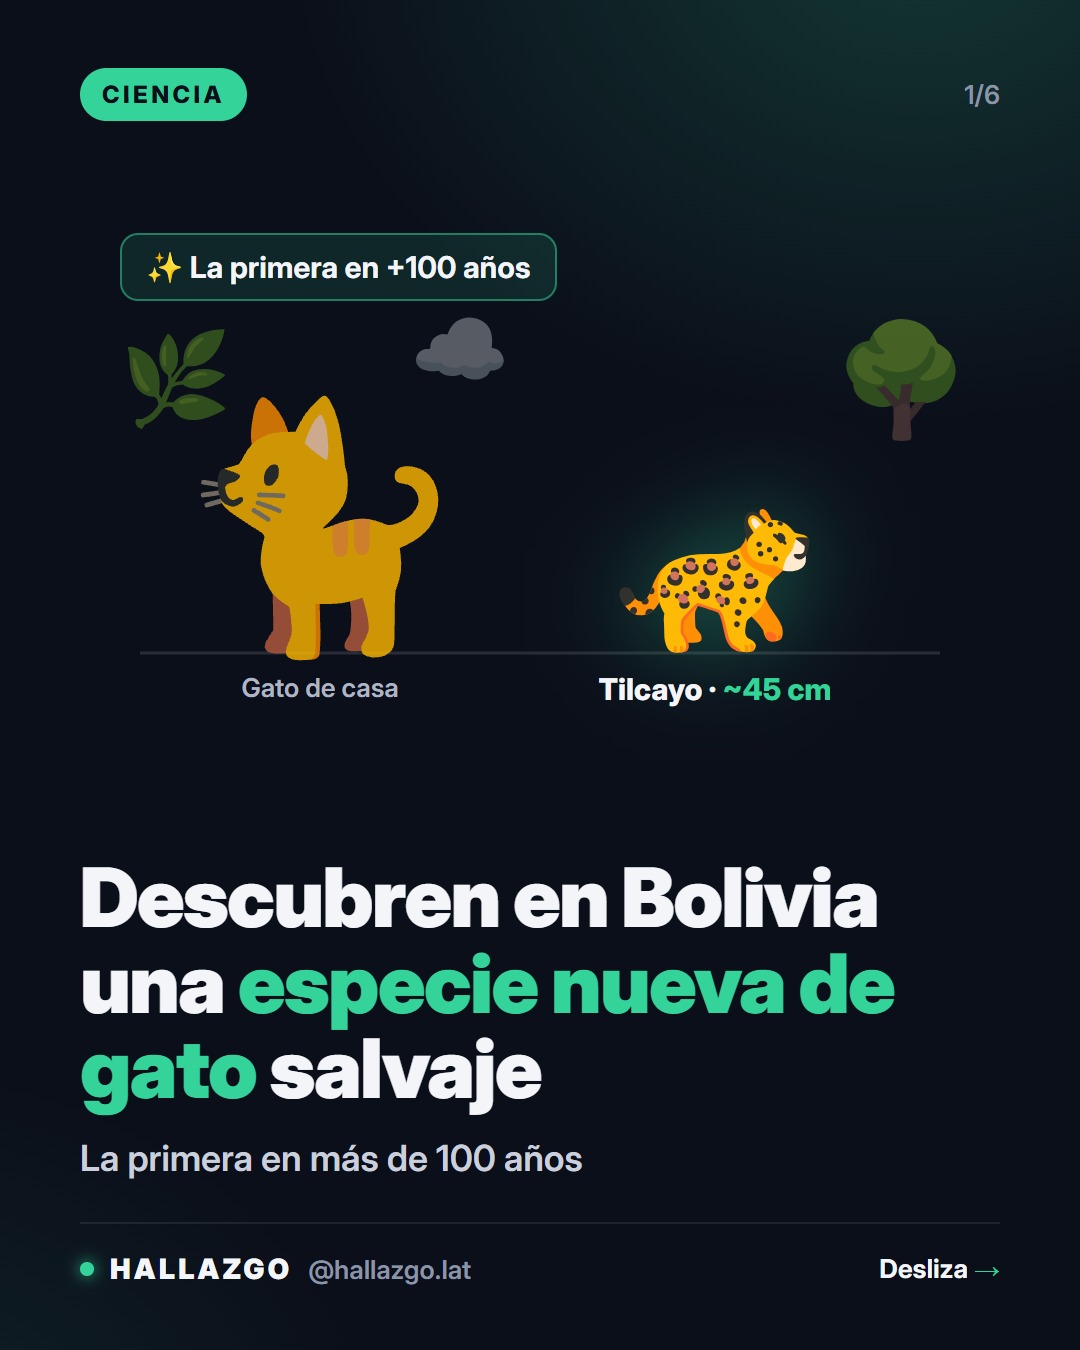 CIENCIA
1/6
✨ La primera en +100 años
Gato de casa
Tilcayo · ~45 cm
Descubren en Bolivia
una especie nueva de
gato salvaje
La primera en más de 100 años
HALLAZGO @hallazgo.lat
Desliza →